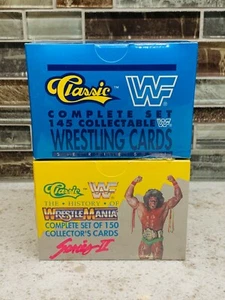 Classic™ WF
COMPLETE SET
145 COLLECTABLE
WRESTLING CARDS
Classic WF
THE • HISTORY • OF
WRESTLEMANIA
COMPLETE SET OF 150
COLLECTOR'S CARDS
Series II